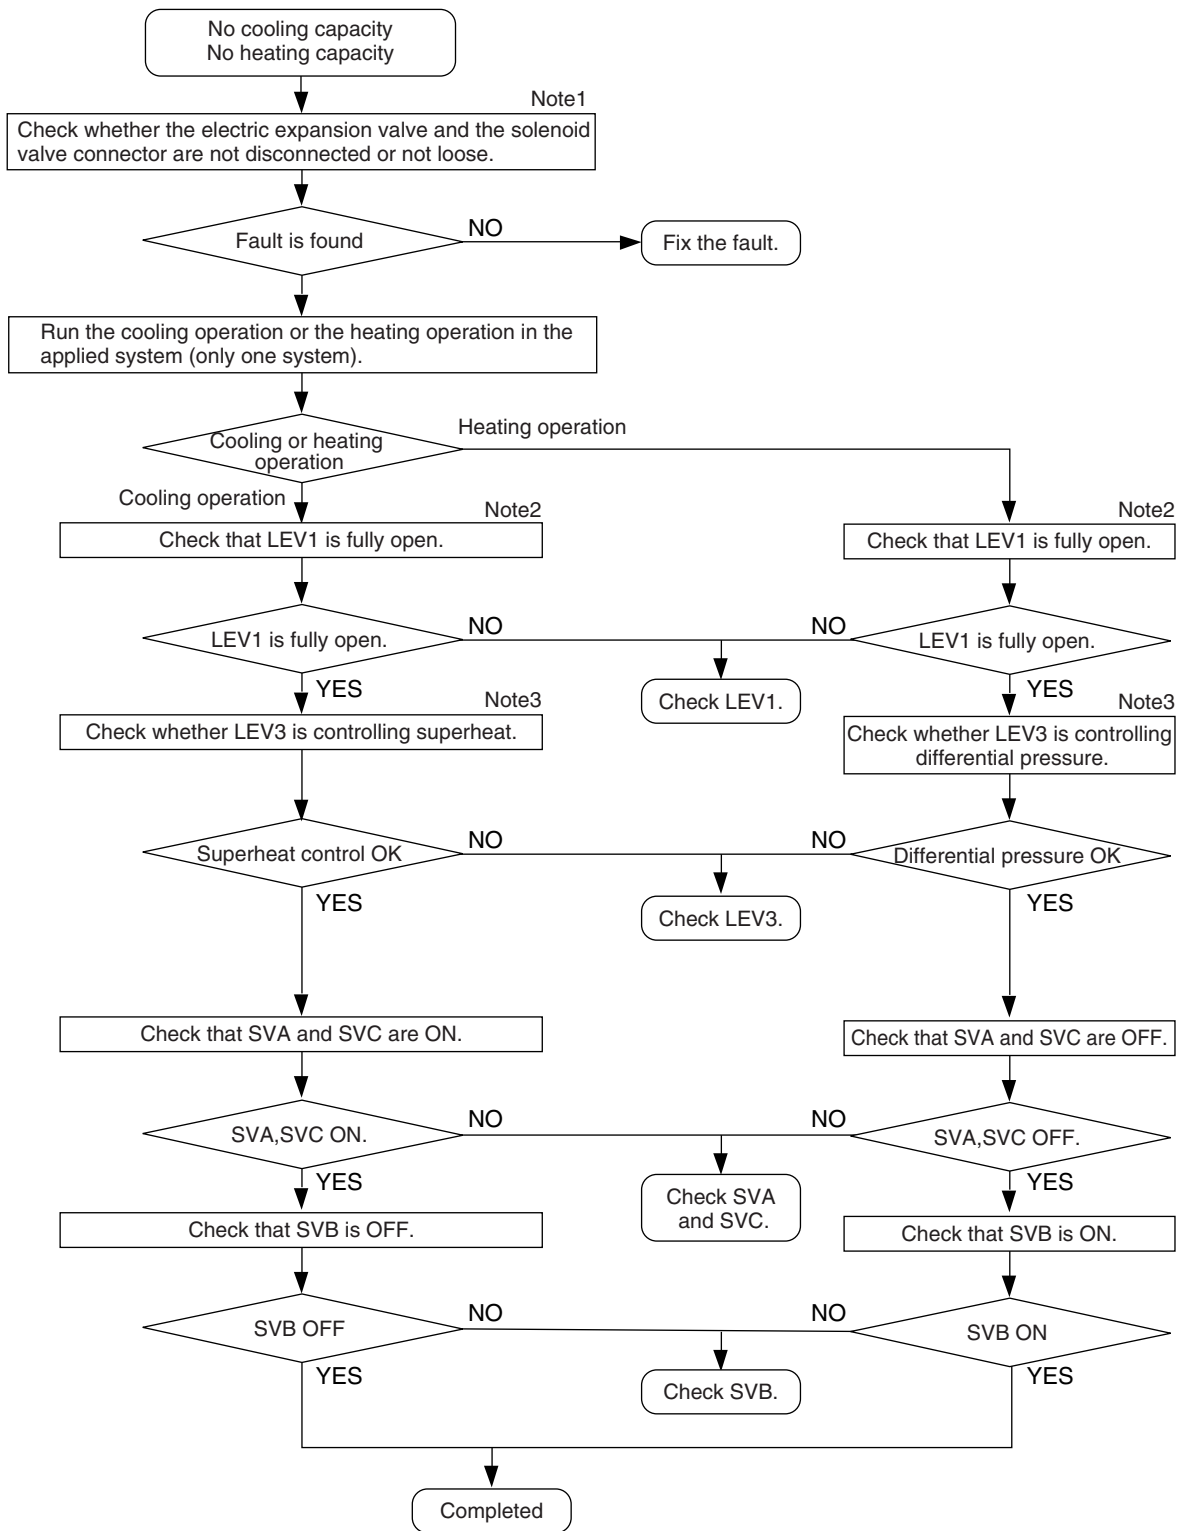 No cooling capacity
No heating capacity
Note1
Check whether the electric expansion valve and the solenoid
valve connector are not disconnected or not loose.
Fault is found
NO
Fix the fault.
Run the cooling operation or the heating operation in the
applied system (only one system).
Cooling or heating
operation
Heating operation
Cooling operation
Note2
Check that LEV1 is fully open.
Note2
Check that LEV1 is fully open.
LEV1 is fully open.
NO
NO
LEV1 is fully open.
YES
Check LEV1.
YES
Note3
Check whether LEV3 is controlling superheat.
Note3
Check whether LEV3 is controlling
differential pressure.
Superheat control OK
NO
NO
Differential pressure OK
YES
Check LEV3.
YES
Check that SVA and SVC are ON.
Check that SVA and SVC are OFF.
SVA,SVC ON.
NO
NO
SVA,SVC OFF.
YES
Check SVA
and SVC.
YES
Check that SVB is OFF.
Check that SVB is ON.
SVB OFF
NO
NO
SVB ON
YES
Check SVB.
YES
Completed